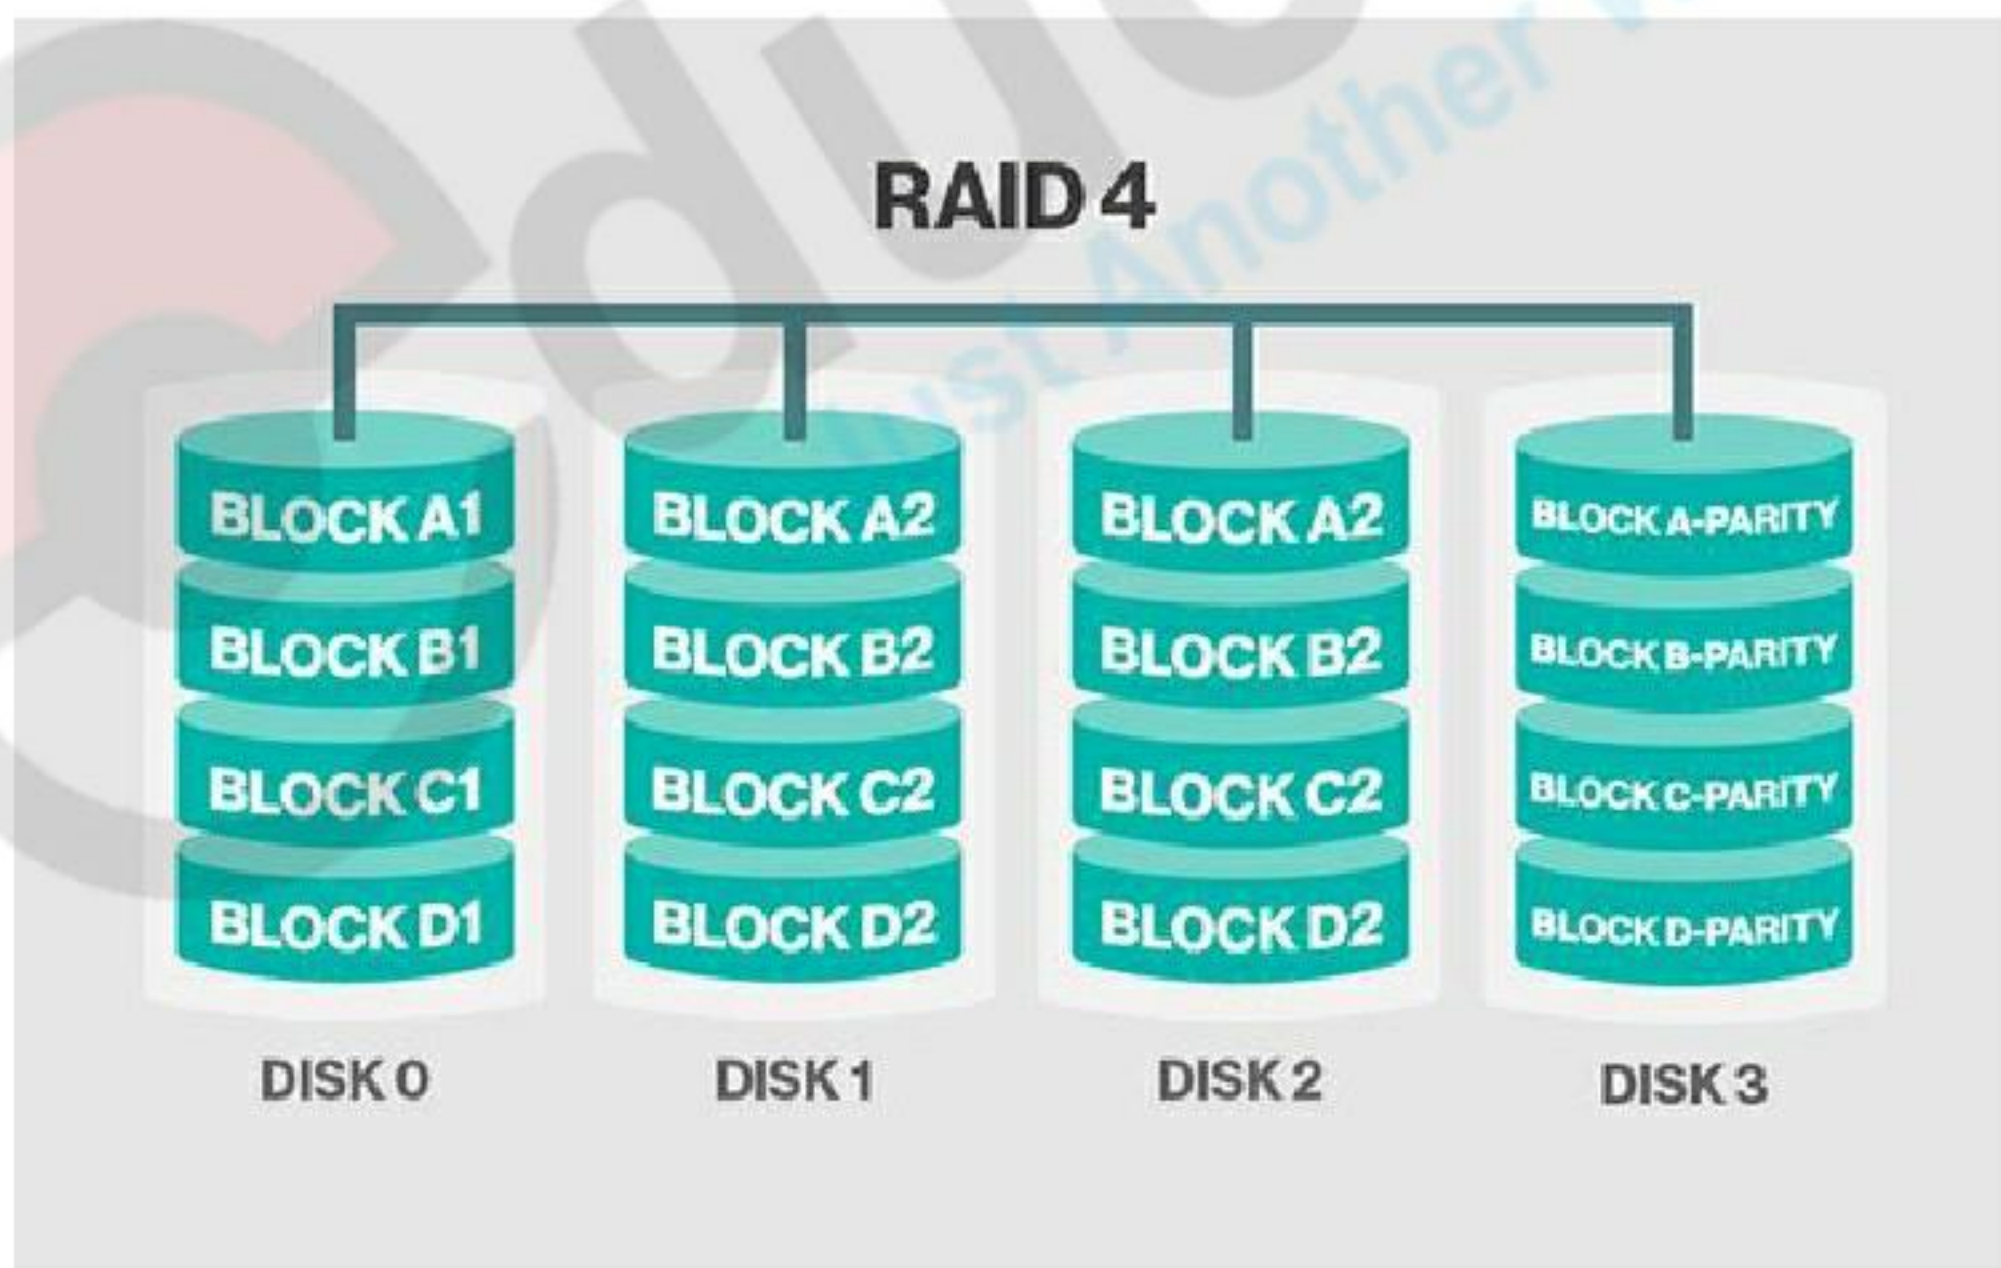 RAID 4
BLOCK A1 BLOCK A2 BLOCK A2 BLOCK A-PARITY
BLOCK B1 BLOCK B2 BLOCK B2 BLOCK B-PARITY
BLOCK C1 BLOCK C2 BLOCK C2 BLOCK C-PARITY
BLOCK D1 BLOCK D2 BLOCK D2 BLOCK D-PARITY
DISK 0 DISK 1 DISK 2 DISK 3
Just Another